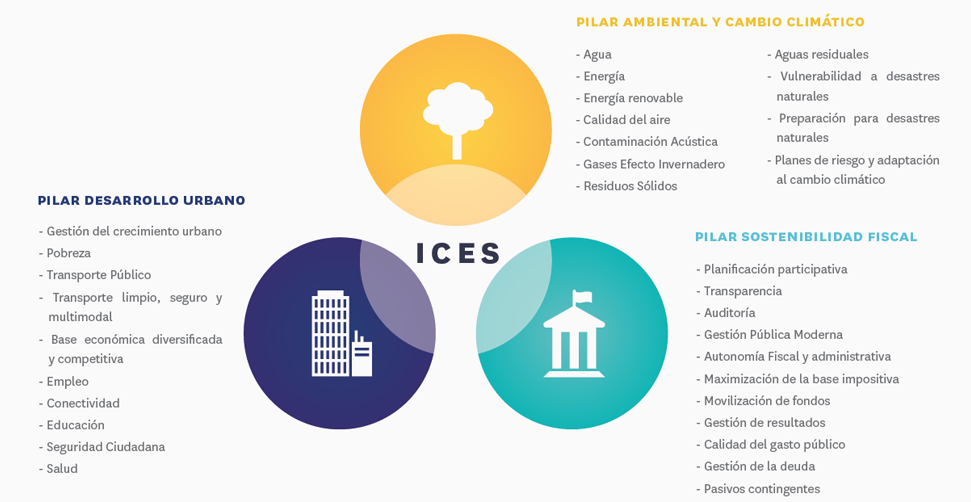 PILAR AMBIENTAL Y CAMBIO CLIMÁTICO
- Agua
- Energía
- Energía renovable
- Calidad del aire
- Contaminación Acústica
- Gases Efecto Invernadero
- Residuos Sólidos
- Aguas residuales
- Vulnerabilidad a desastres
naturales
- Preparación para desastres
naturales
- Planes de riesgo y adaptación
al cambio climático
PILAR DESARROLLO URBANO
- Gestión del crecimiento urbano
- Pobreza
- Transporte Público
- Transporte limpio, seguro y
multimodal
- Base económica diversificada
y competitiva
- Empleo
- Conectividad
- Educación
- Seguridad Ciudadana
- Salud
ICES
PILAR SOSTENIBILIDAD FISCAL
- Planificación participativa
- Transparencia
- Auditoría
- Gestión Pública Moderna
- Autonomía Fiscal y administrativa
- Maximización de la base impositiva
- Movilización de fondos
- Gestión de resultados
- Calidad del gasto público
- Gestión de la deuda
- Pasivos contingentes